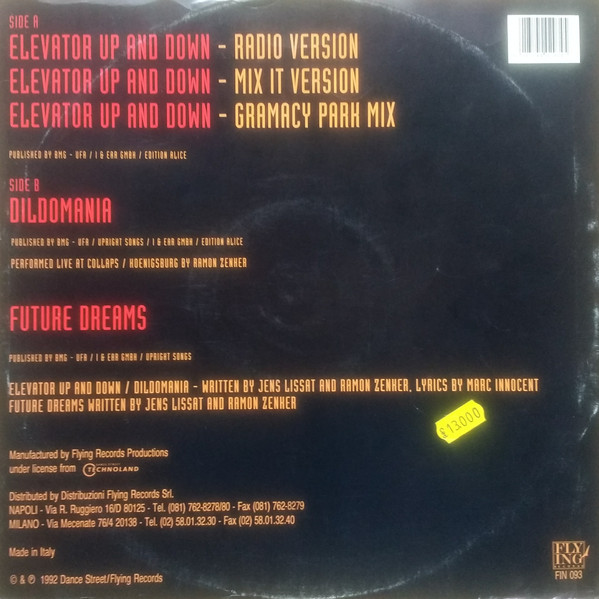 SIDE A
ELEVATOR UP AND DOWN - RADIO VERSION
ELEVATOR UP AND DOWN - MIX IT VERSION
ELEVATOR UP AND DOWN - GRAMACY PARK MIX
PUBLISHED BY BMG - UFA / I & EAR GMBH / EDITION ALICE
SIDE B
DILDOMANIA
PUBLISHED BY BMG - UFA / UPRIGHT SONGS / I & EAR GMBH / EDITION ALICE
PERFORMED LIVE AT COLLAPS / HOENIGSBURG BY RAMON ZENKER
FUTURE DREAMS
PUBLISHED BY BMG - UFA / I & EAR GMBH / UPRIGHT SONGS
ELEVATOR UP AND DOWN / DILDOMANIA - WRITTEN BY JENS LISSAT AND RAMON ZENKER, LYRICS BY MARC INNOCENT
FUTURE DREAMS WRITTEN BY JENS LISSAT AND RAMON ZENKER
£13000
Manufactured by Flying Records Productions
under license from TECHNOLAND
Distributed by Distribuzioni Flying Records Srl.
NAPOLI - Via R. Ruggiero 16/D 80125 - Tel. (081) 762-8278/80 - Fax (081) 762-8279
MILANO - Via Mecenate 76/4 20138 - Tel. (02) 58.01.32.30 - Fax (02) 58.01.32.40
Made in Italy
FLY
ING
RECORDS
FIN 093
© & ℗ 1992 Dance Street/Flying Records